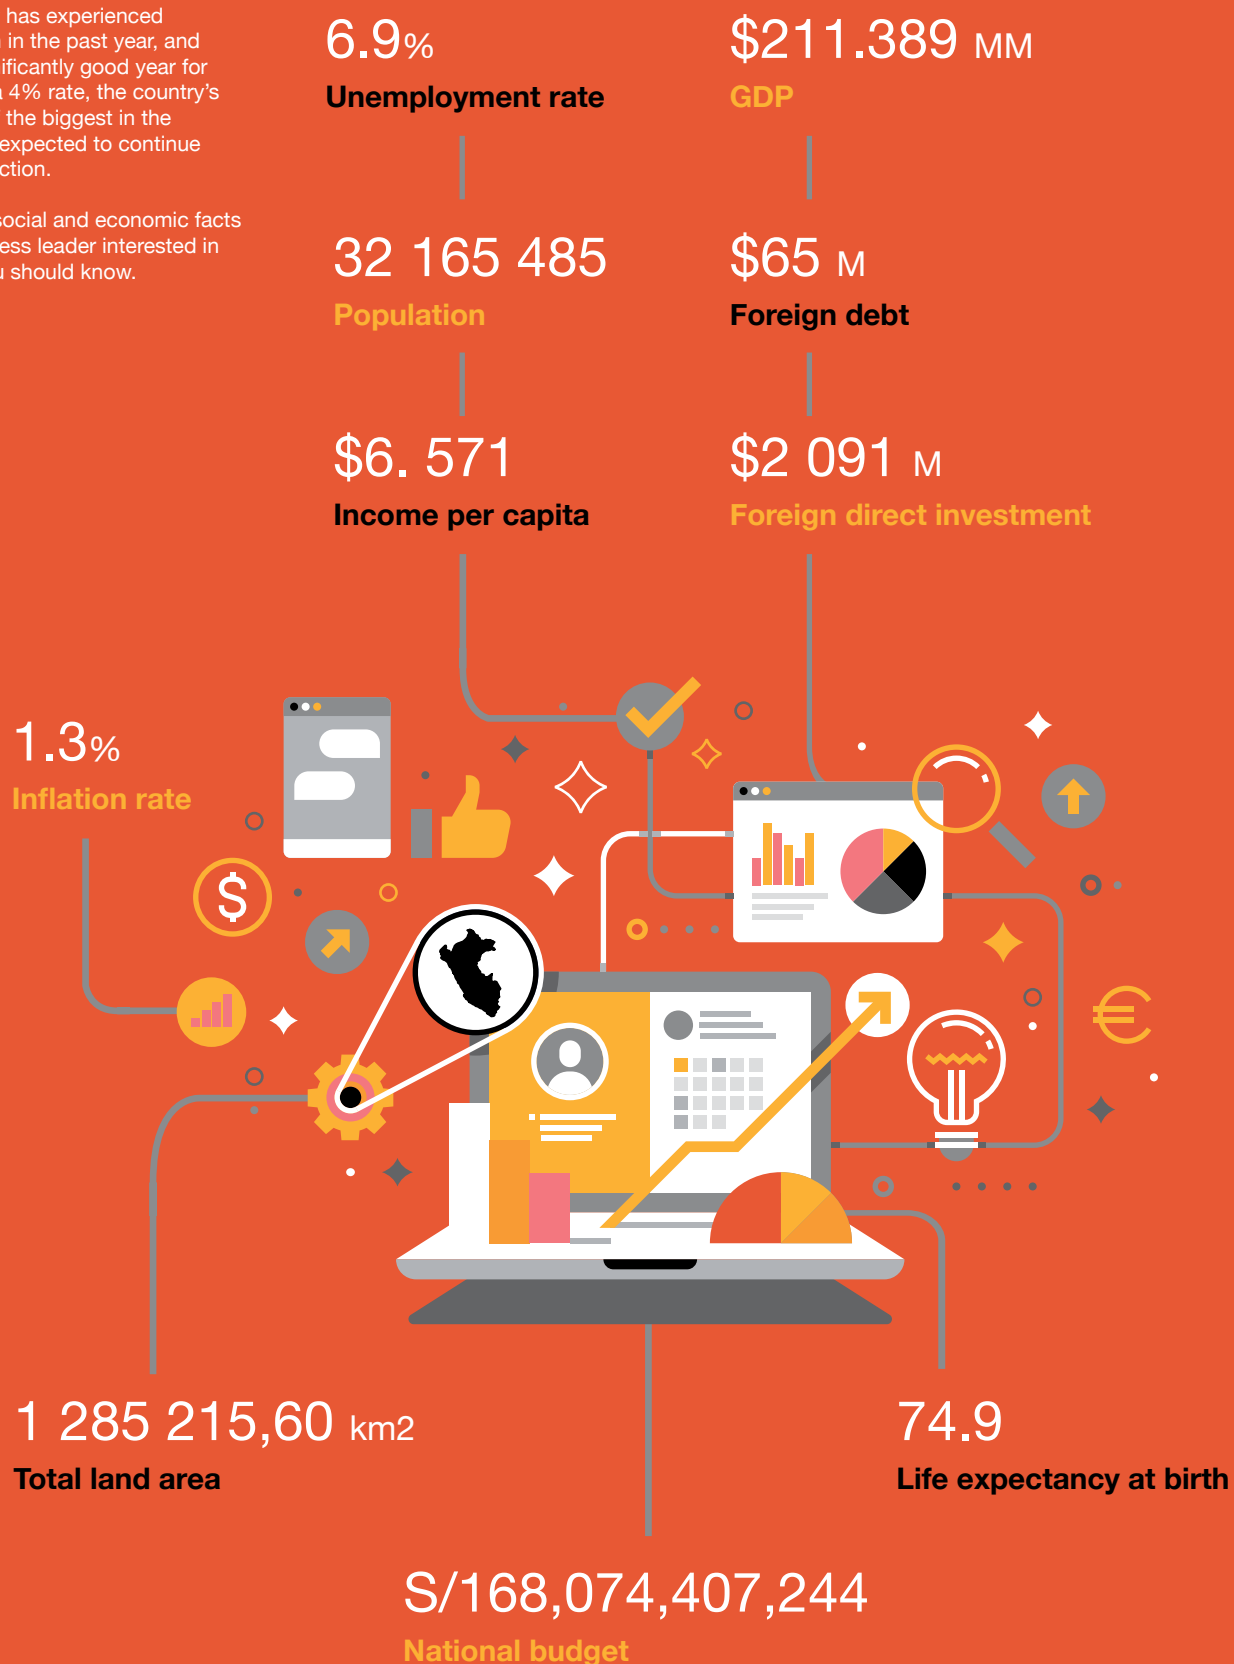 has experienced
in the past year, and
good year for
a 4% rate, the country's
the biggest in the
expected to continue
social and economic facts
leader interested in
should know.
6.9%
Unemployment rate
$211.389 MM
GDP
32 165 485
Population
$65 M
Foreign debt
$6. 571
Income per capita
$2 091 M
Foreign direct investment
1.3%
Inflation rate
$
€
1 285 215,60 km2
Total land area
74.9
Life expectancy at birth
S/168,074,407,244
National budget